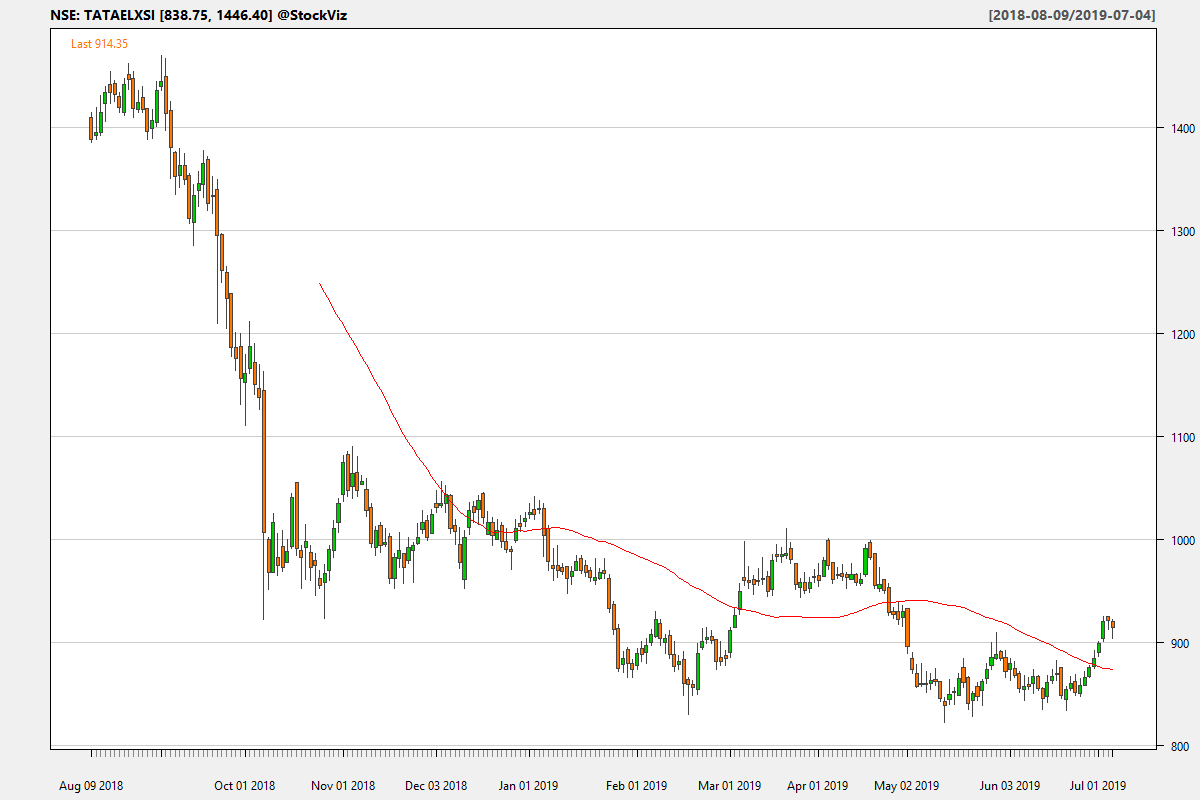 NSE: TATAELXSI [838.75, 1446.40] @StockViz
[2018-08-09/2019-07-04]
Last 914.35
1400
1300
1200
1100
1000
900
800
Aug 09 2018 Oct 01 2018 Nov 01 2018 Dec 03 2018 Jan 01 2019 Feb 01 2019 Mar 01 2019 Apr 01 2019 May 02 2019 Jun 03 2019 Jul 01 2019